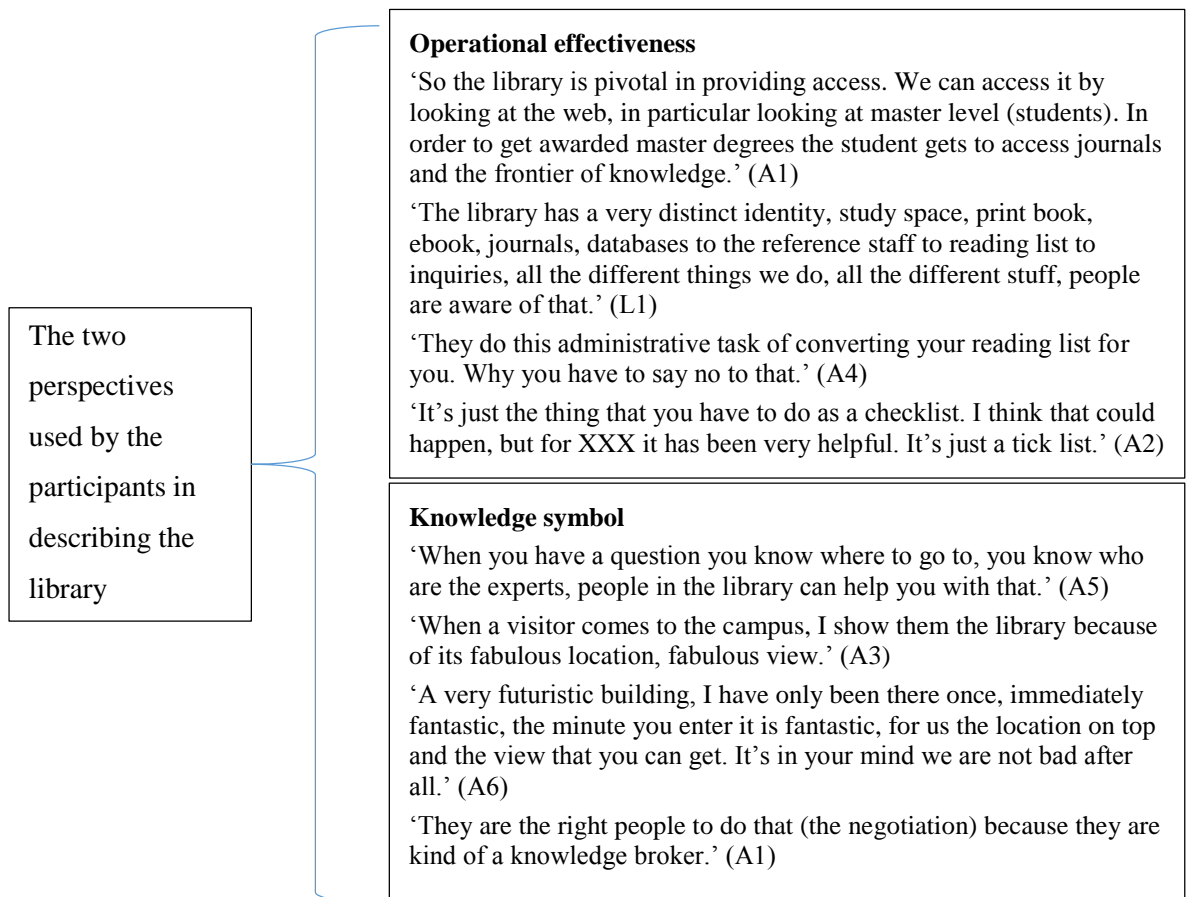 The two
perspectives
used by the
participants in
describing the
library
Operational effectiveness
‘So the library is pivotal in providing access. We can access it by
looking at the web, in particular looking at master level (students). In
order to get awarded master degrees the student gets to access journals
and the frontier of knowledge.’ (A1)
‘The library has a very distinct identity, study space, print book,
ebook, journals, databases to the reference staff to reading list to
inquiries, all the different things we do, all the different stuff, people
are aware of that.’ (L1)
‘They do this administrative task of converting your reading list for
you. Why you have to say no to that.’ (A4)
‘It’s just the thing that you have to do as a checklist. I think that could
happen, but for XXX it has been very helpful. It’s just a tick list.’ (A2)
Knowledge symbol
‘When you have a question you know where to go to, you know who
are the experts, people in the library can help you with that.’ (A5)
‘When a visitor comes to the campus, I show them the library because
of its fabulous location, fabulous view.’ (A3)
‘A very futuristic building, I have only been there once, immediately
fantastic, the minute you enter it is fantastic, for us the location on top
and the view that you can get. It’s in your mind we are not bad after
all.’ (A6)
‘They are the right people to do that (the negotiation) because they are
kind of a knowledge broker.’ (A1)